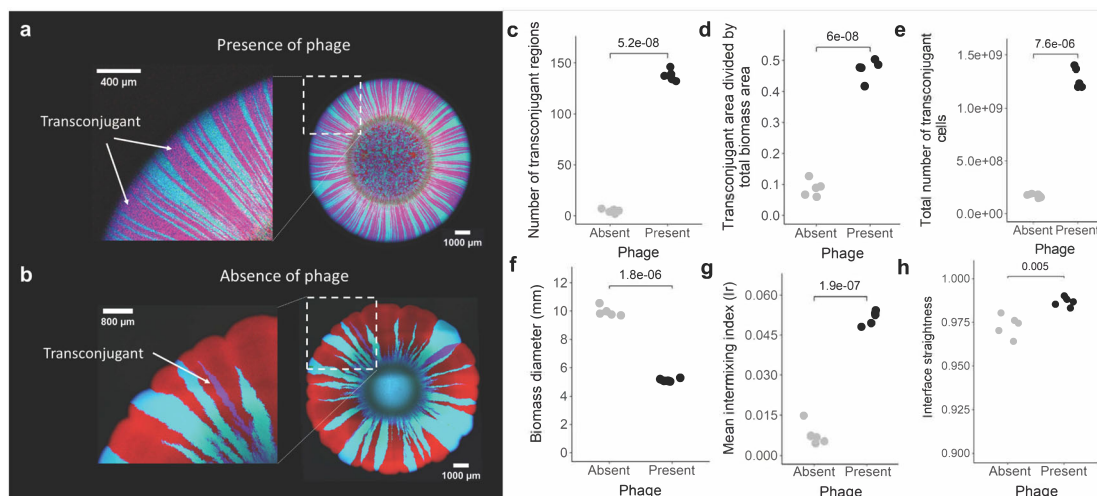 a
Presence of phage
400 µm
Transconjugant
1000 µm
b
Absence of phage
800 µm
Transconjugant
1000 µm
c
Number of transconjugant regions
5.2e-08
150
100
50
0
Absent Present
Phage
d
Transconjugant area divided by
total biomass area
6e-08
0.5
0.4
0.3
0.2
0.1
0.0
Absent Present
Phage
e
Total number of transconjugant
cells
7.6e-06
1.5e+09
1.0e+09
5.0e+08
0.0e+00
Absent Present
Phage
f
Biomass diameter (mm)
1.8e-06
12
10
8
6
4
2
0
Absent Present
Phage
g
Mean intermixing index (Ir)
1.9e-07
0.060
0.045
0.030
0.015
0.000
Absent Present
Phage
h
Interface straightness
0.005
1.000
0.975
0.950
0.925
0.900
Absent Present
Phage